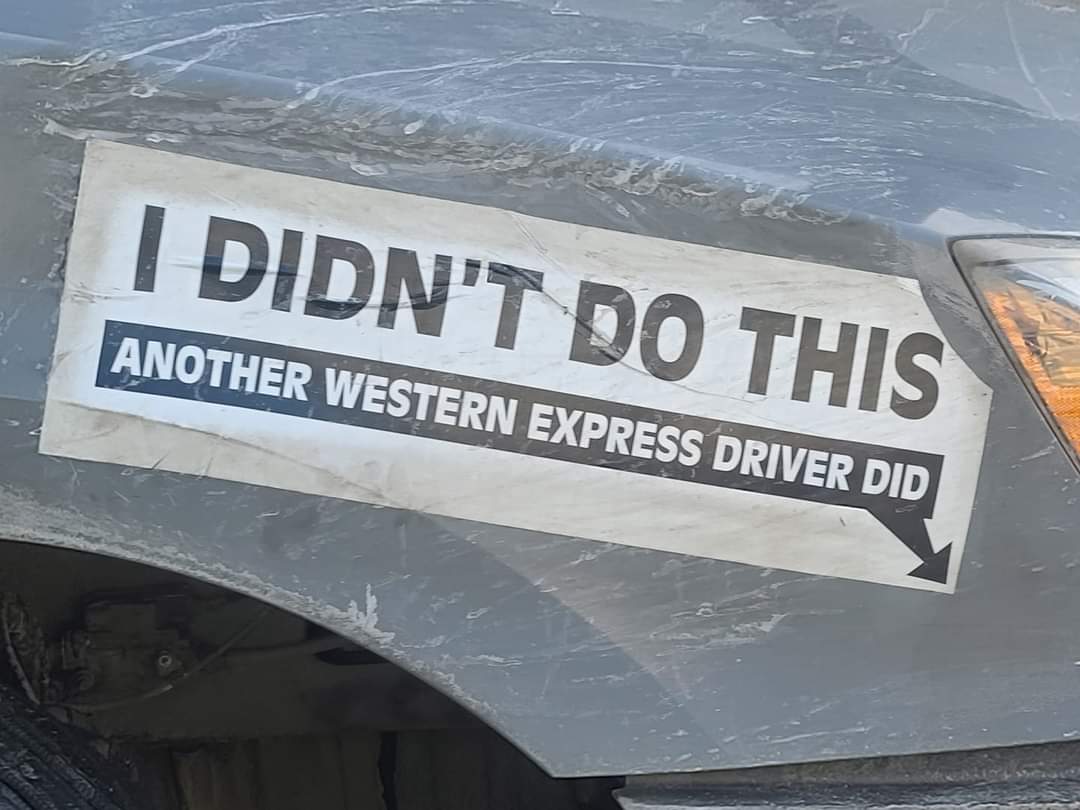 I DIDN'T DO THIS
ANOTHER WESTERN EXPRESS DRIVER DID